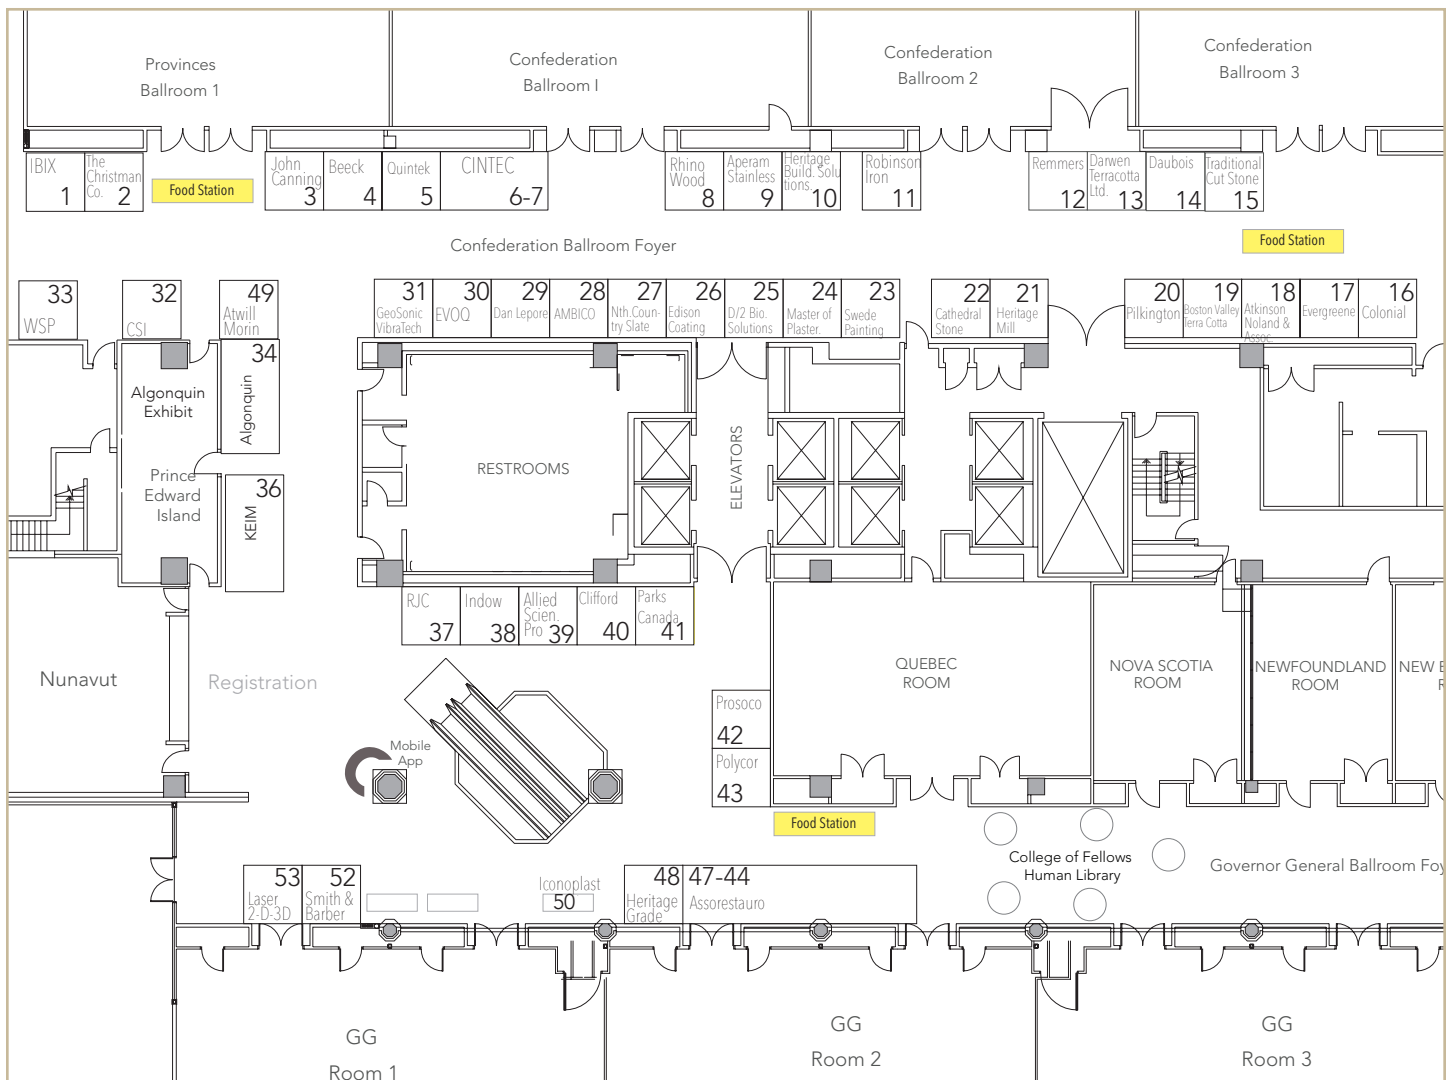 Provinces
Ballroom 1
Confederation
Ballroom I
Confederation
Ballroom 2
Confederation
Ballroom 3
IBIX
1
The
Christman
Co.
2
Food Station
John
Canning
3
Beeck
4
Quintek
5
CINTEC
6-7
Rhino
Wood
8
Aperam
Stainless
9
Heritage
Build. Solu
tions.
10
Robinson
Iron
11
Remmers
12
Darwen
Terracotta
Ltd.
13
Daubois
14
Traditional
Cut Stone
15
Confederation Ballroom Foyer
Food Station
33
WSP
32
CSI
49
Atwill
Morin
31
GeoSonic
VibraTech
30
EVOQ
29
Dan Lepore
28
AMBICO
27
Nth.Coun-
try Slate
26
Edison
Coating
25
D/2 Bio.
Solutions
24
Master of
Plaster.
23
Swede
Painting
22
Cathedral
Stone
21
Heritage
Mill
20
Pilkington
19
Boston Valley
Terra Cotta
18
Atkinson
Noland &
Assoc.
17
Evergreene
16
Colonial
34
Algonquin
Algonquin
Exhibit
Prince
Edward
Island
36
KEIM
RESTROOMS
ELEVATORS
RJC
37
Indow
38
Allied
Scien.
Pro
39
Clifford
40
Parks
Canada
41
Nunavut
Registration
QUEBEC
ROOM
NOVA SCOTIA
ROOM
NEWFOUNDLAND
ROOM
NEW
Prosoco
42
Mobile
App
Polycor
43
Food Station
College of Fellows
Human Library
Governor General Ballroom Foy
53
Laser
2-D-3D
52
Smith &
Barber
Iconoplast
50
48
Heritage
Grade
47-44
Assorestauro
GG
Room 1
GG
Room 2
GG
Room 3